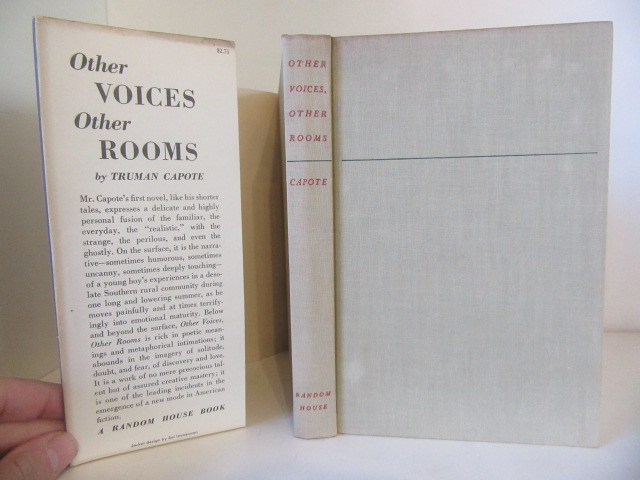 $2.75
Other
VOICES
Other
ROOMS
by TRUMAN CAPOTE
Mr. Capote's first novel, like his shorter
tales, expresses a delicate and highly
personal fusion of the familiar, the
everyday, the "realistic," with the
strange, the perilous, and even the
ghostly. On the surface, it is the narra-
tive—sometimes humorous, sometimes
uncanny, sometimes deeply touching—
of a young boy's experiences in a deso-
late Southern rural community during
one long and lowering summer, as he
moves painfully and at times terrify-
ingly into emotional maturity. Below
and beyond the surface, Other Voices,
Other Rooms is rich in poetic mean-
ings and metaphorical intimations; it
abounds in the imagery of solitude,
doubt, and fear, of discovery and love.
It is a work of no mere precocious tal-
ent but of assured creative mastery; it
is one of the leading incidents in the
emergence of a new mode in American
fiction.
A RANDOM HOUSE BOOK
Jacket design by Sol
OTHER
VOICES,
OTHER
ROOMS
CAPOTE
RANDOM
HOUSE